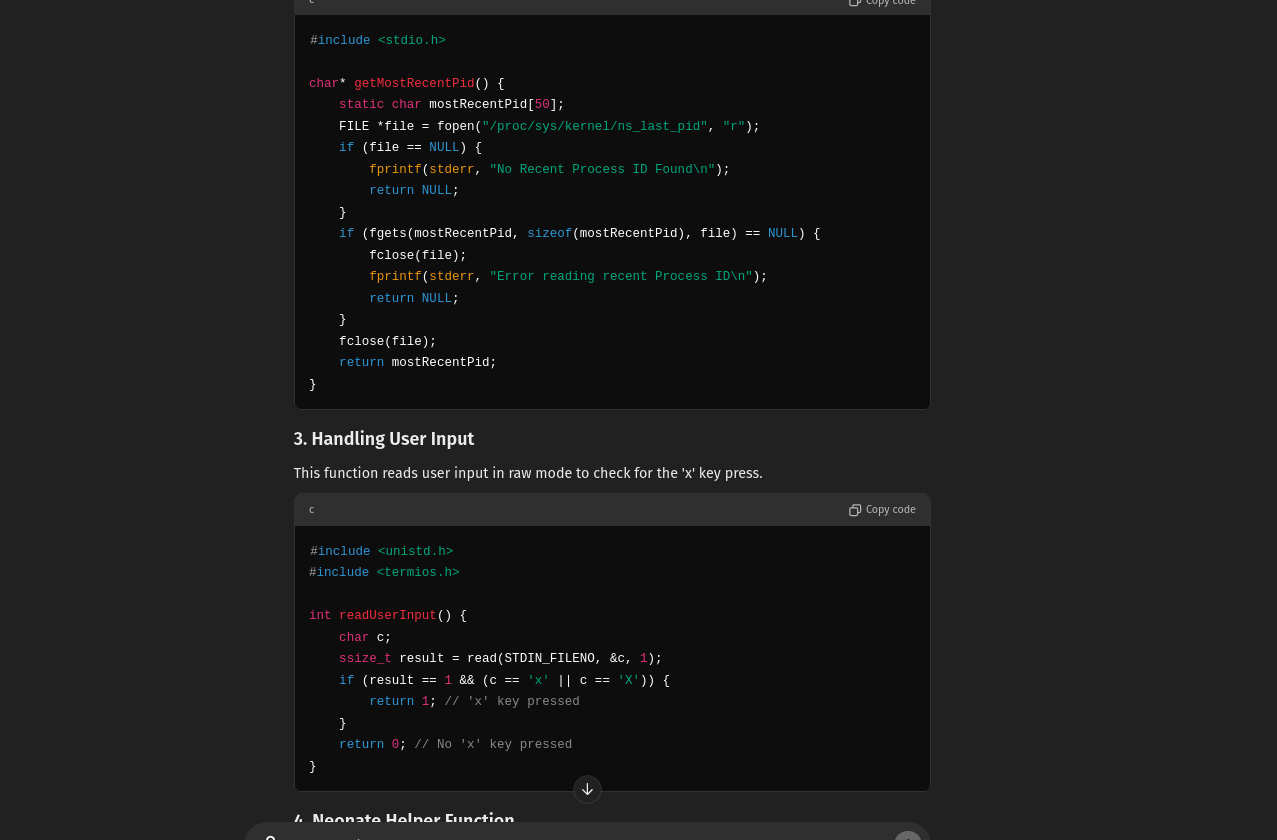 c
Copy code
#include <stdio.h>
char* getMostRecentPid() {
    static char mostRecentPid[50];
    FILE *file = fopen("/proc/sys/kernel/ns_last_pid", "r");
    if (file == NULL) {
        fprintf(stderr, "No Recent Process ID Found\n");
        return NULL;
    }
    if (fgets(mostRecentPid, sizeof(mostRecentPid), file) == NULL) {
        fclose(file);
        fprintf(stderr, "Error reading recent Process ID\n");
        return NULL;
    }
    fclose(file);
    return mostRecentPid;
}
3. Handling User Input
This function reads user input in raw mode to check for the 'x' key press.
c
Copy code
#include <unistd.h>
#include <termios.h>
int readUserInput() {
    char c;
    ssize_t result = read(STDIN_FILENO, &c, 1);
    if (result == 1 && (c == 'x' || c == 'X')) {
        return 1; // 'x' key pressed
    }
    return 0; // No 'x' key pressed
}
4. Neonate Helper Function